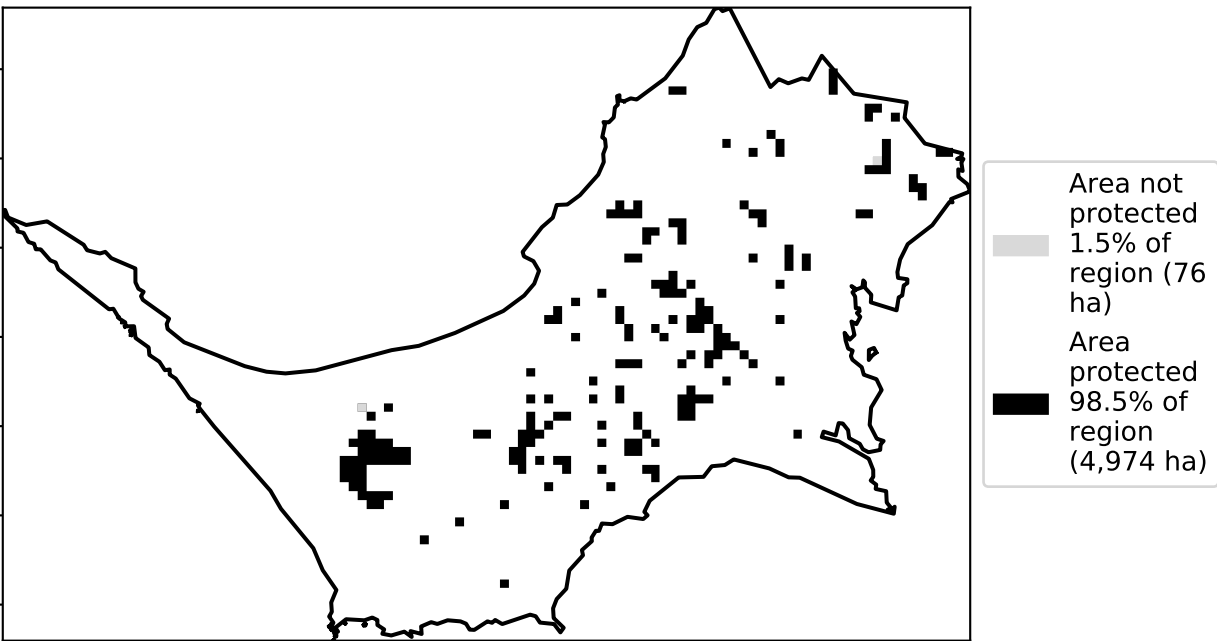 Area not
protected
1.5% of
region (76
ha)
Area
protected
98.5% of
region
(4,974 ha)